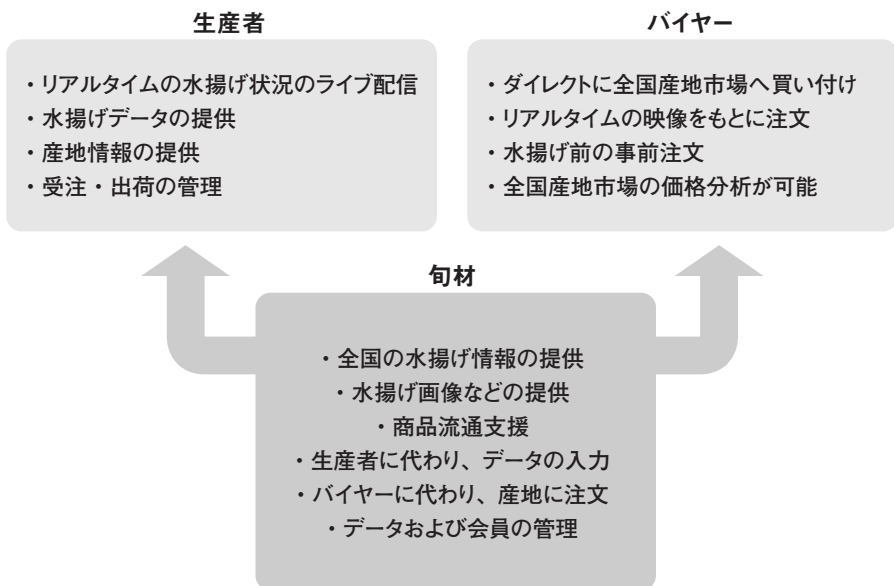 生産者
・リアルタイムの水揚げ状況のライブ配信
・水揚げデータの提供
・産地情報の提供
・受注・出荷の管理
バイヤー
・ダイレクトに全国産地市場へ買い付け
・リアルタイムの映像をもとに注文
・水揚げ前の事前注文
・全国産地市場の価格分析が可能
旬材
・全国の水揚げ情報の提供
・水揚げ画像などの提供
・商品流通支援
・生産者に代わり、データの入力
・バイヤーに代わり、産地に注文
・データおよび会員の管理